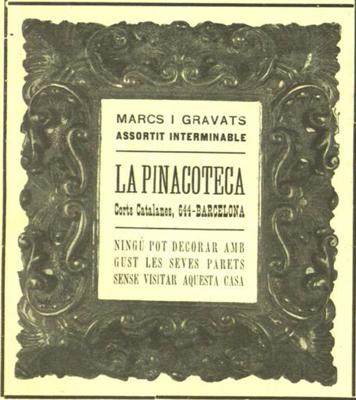 MARCS I GRAVATS
ASSORTIT INTERMINABLE
LA PINACOTECA
Corts Catalanes, 644-BARCELONA
NINGÚ POT DECORAR AMB
GUST LES SEVES PARETS
SENSE VISITAR AQUESTA CASA